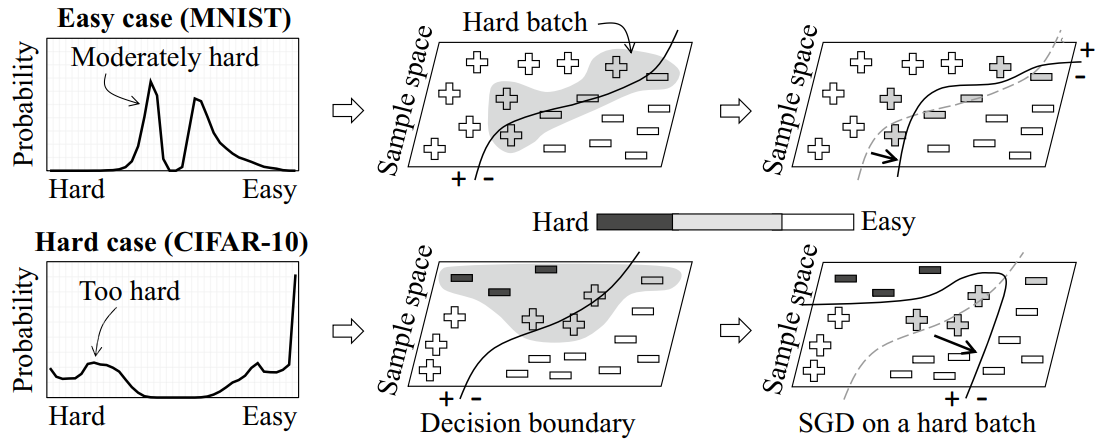 Easy case (MNIST)
Probability
Moderately hard
Hard
Easy
Hard batch
Sample space
+ -
Sample space
+
-
Hard
Easy
Hard case (CIFAR-10)
Probability
Too hard
Hard
Easy
Sample space
+ -
Decision boundary
Sample space
+ -
SGD on a hard batch